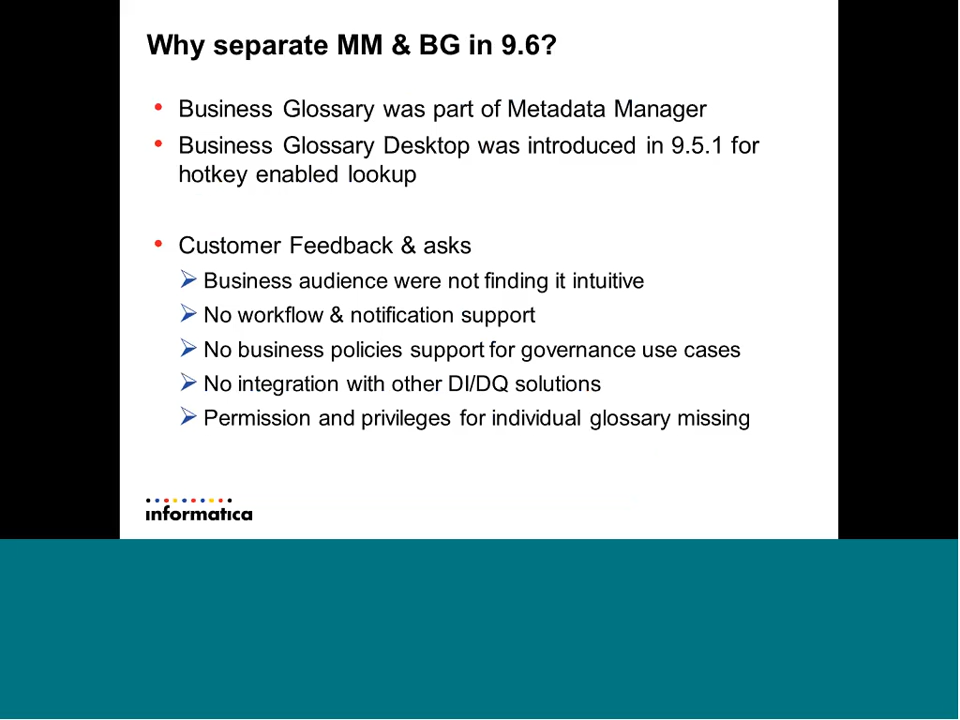 Why separate MM & BG in 9.6?
• Business Glossary was part of Metadata Manager
• Business Glossary Desktop was introduced in 9.5.1 for
hotkey enabled lookup
• Customer Feedback & asks
➢ Business audience were not finding it intuitive
➢ No workflow & notification support
➢ No business policies support for governance use cases
➢ No integration with other DI/DQ solutions
➢ Permission and privileges for individual glossary missing
informatica